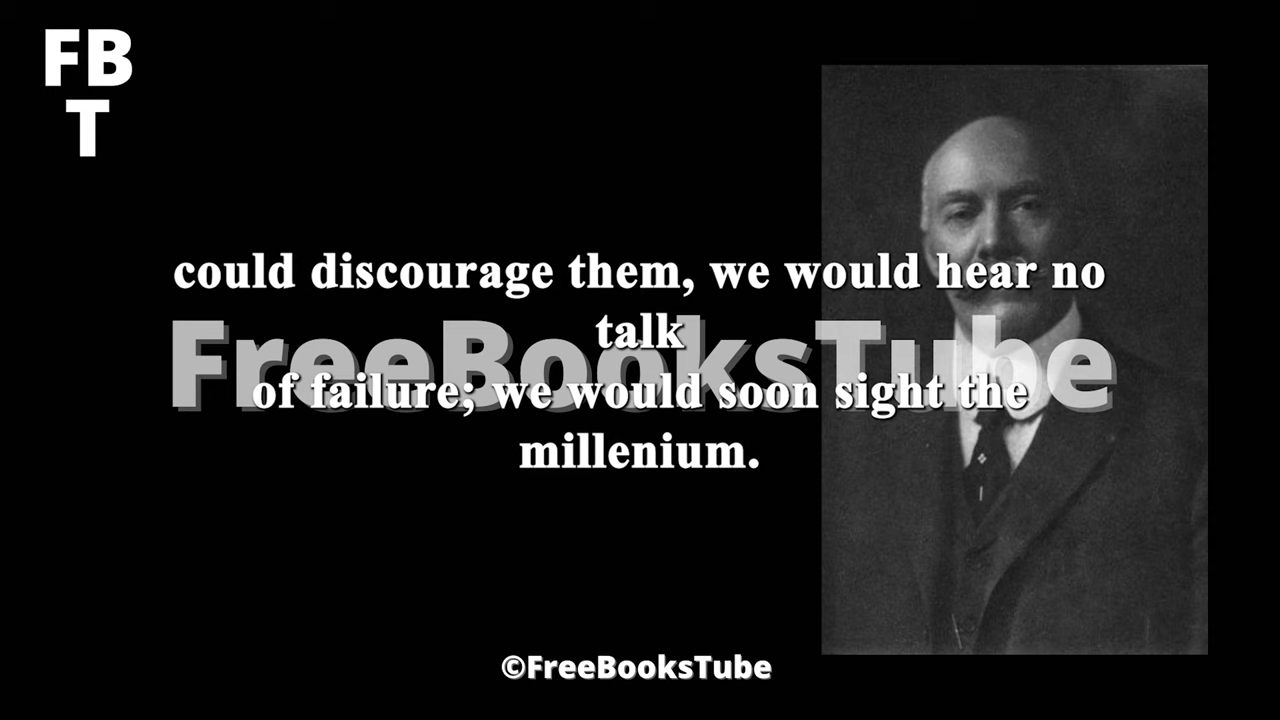 FB
T
could discourage them, we would hear no
talk
FreeBooksTube
of failure; we would soon sight the
millenium.
©FreeBooksTube